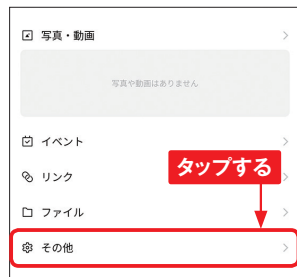 写真・動画
写真や動画はありません
イベント
リンク
タップする
ファイル
その他